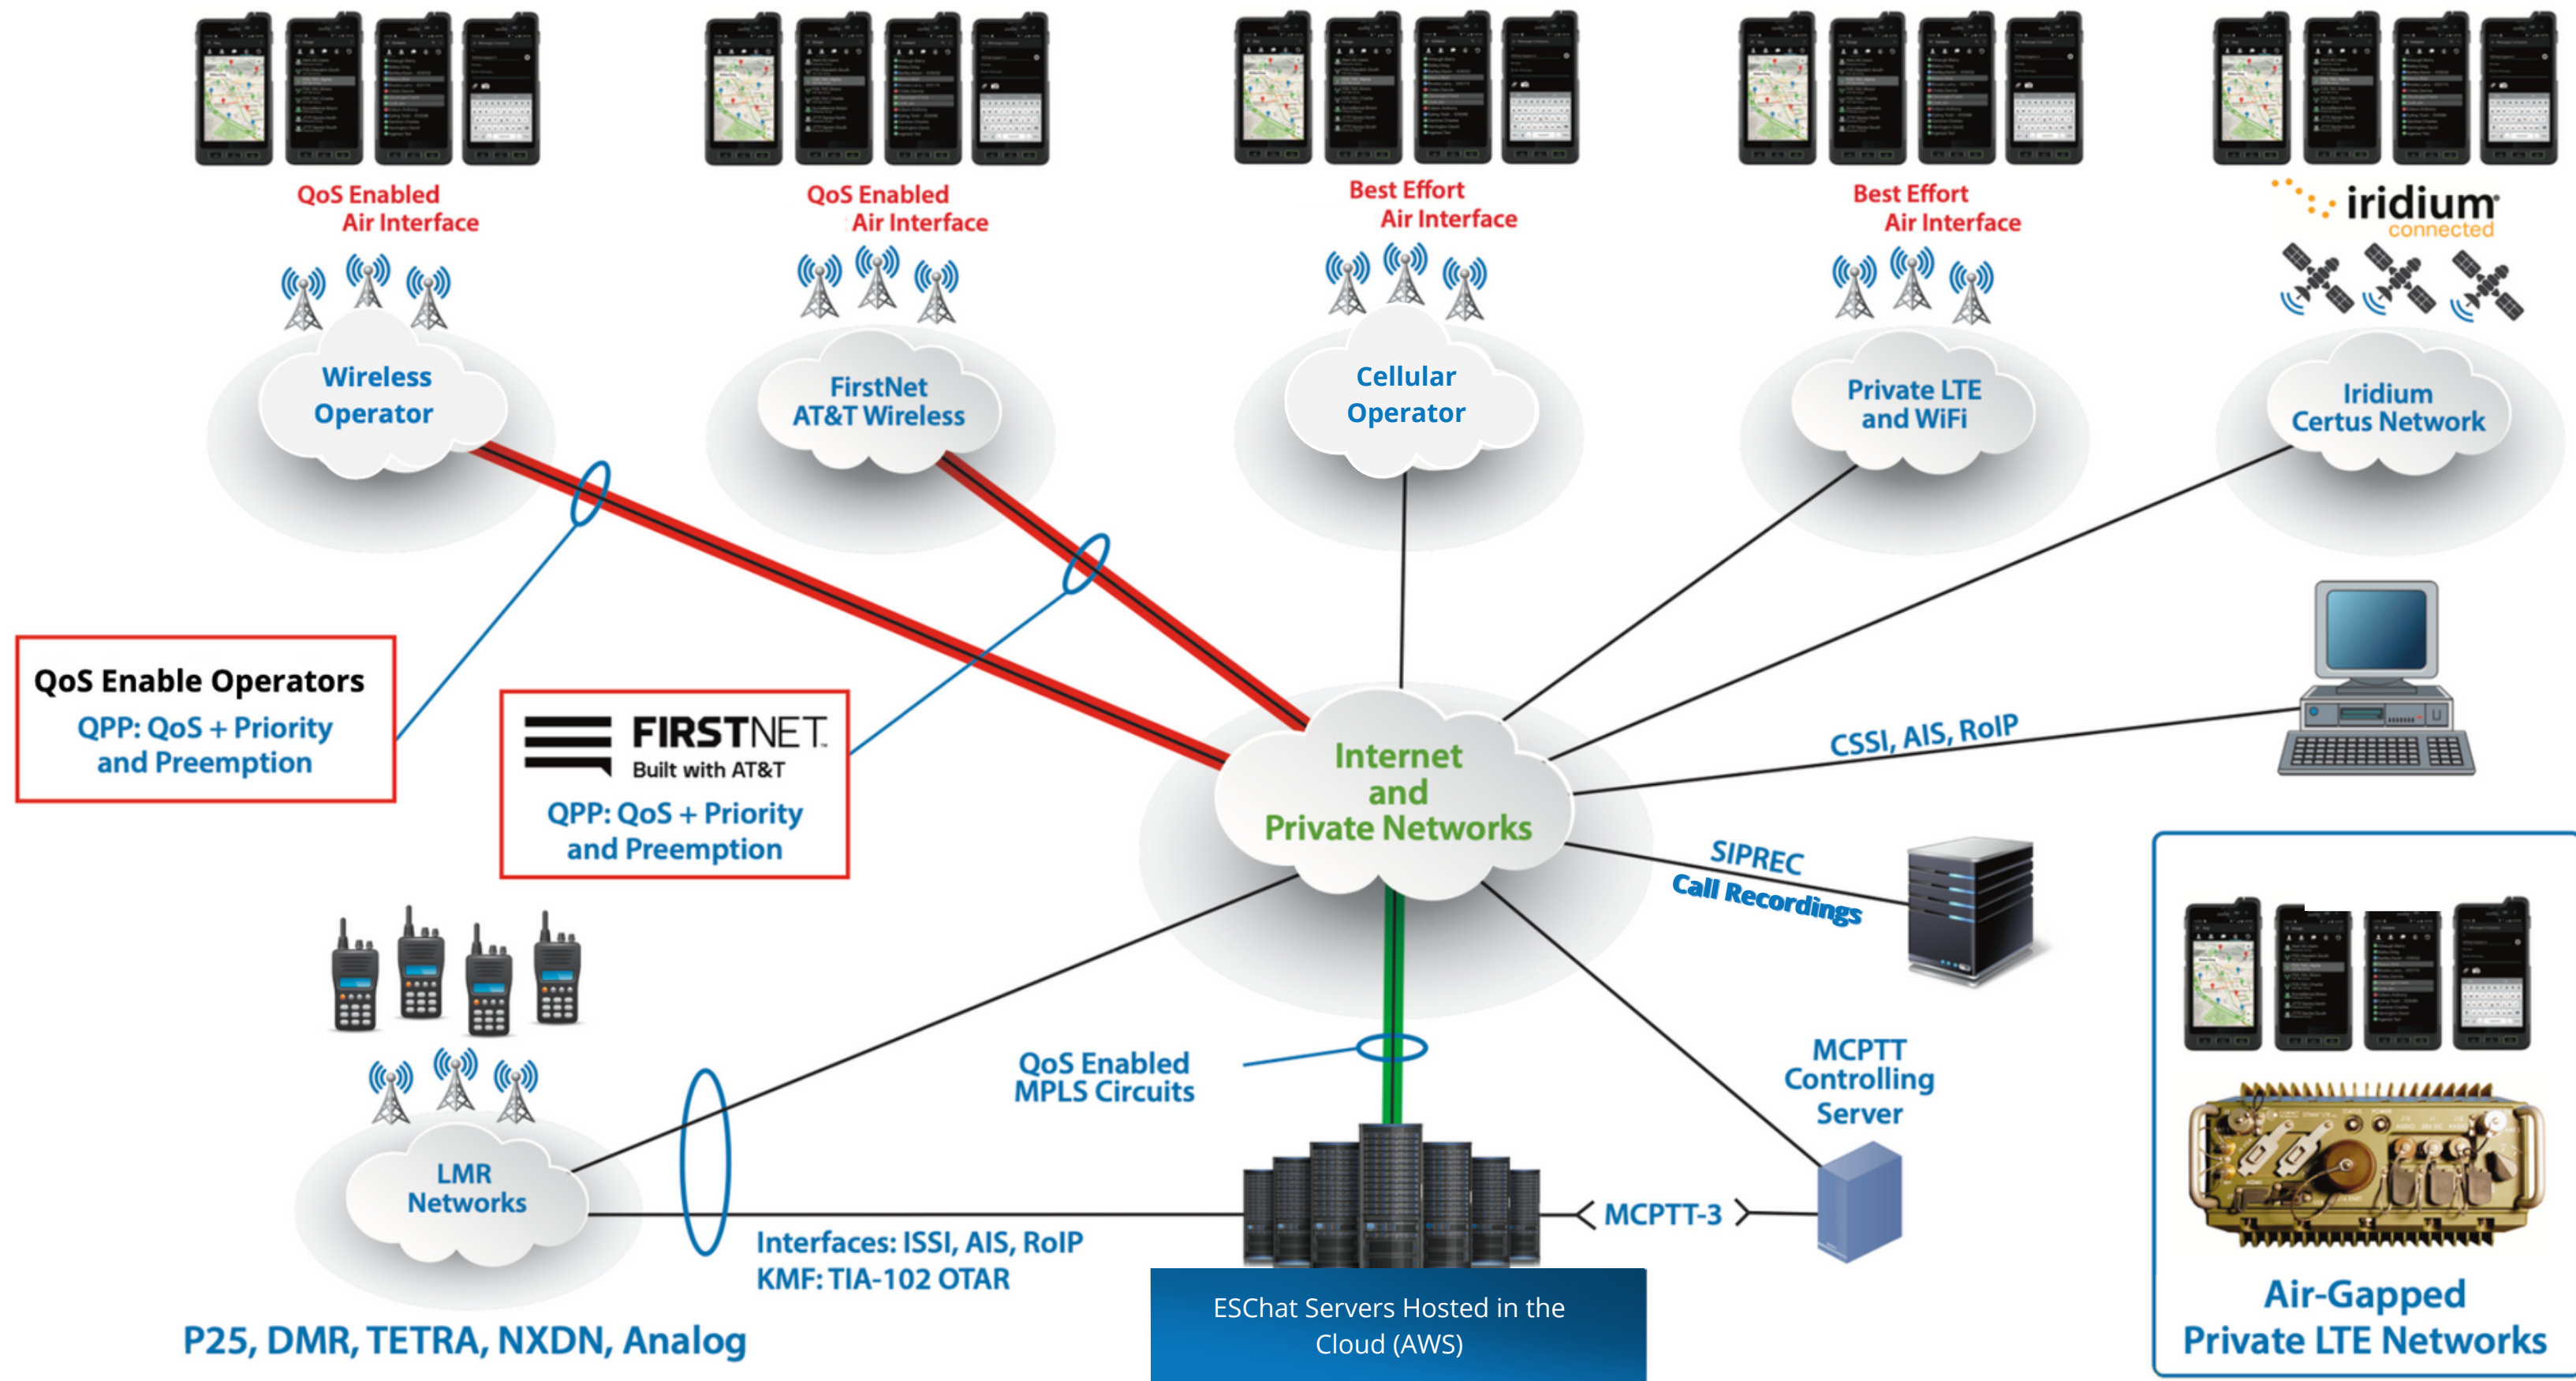 QoS Enabled
Air Interface
QoS Enabled
Air Interface
Best Effort
Air Interface
Best Effort
Air Interface
iridium
connected
Wireless
Operator
FirstNet
AT&T Wireless
Cellular
Operator
Private LTE
and WiFi
Iridium
Certus Network
QoS Enable Operators
QPP: QoS + Priority
and Preemption
FIRSTNET™
Built with AT&T
QPP: QoS + Priority
and Preemption
Internet
and
Private Networks
CSSI, AIS, RoIP
SIPREC
Call Recordings
QoS Enabled
MPLS Circuits
MCPTT
Controlling
Server
LMR
Networks
Interfaces: ISSI, AIS, RoIP
KMF: TIA-102 OTAR
MCPTT-3
P25, DMR, TETRA, NXDN, Analog
ESChat Servers Hosted in the
Cloud (AWS)
Air-Gapped
Private LTE Networks